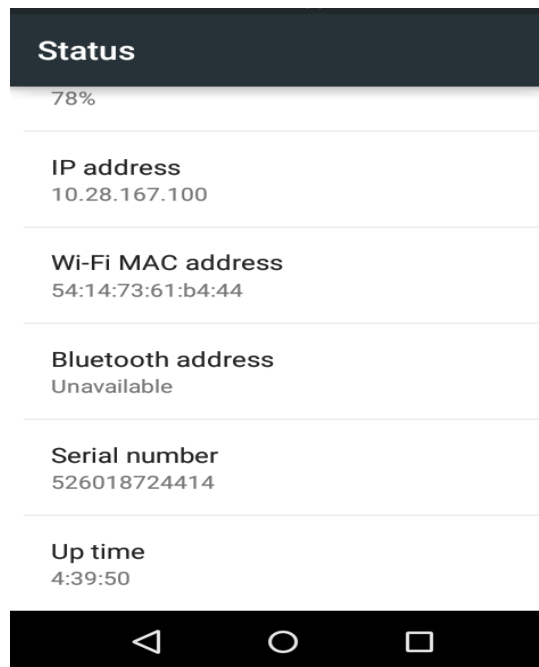 Status
78%
IP address
10.28.167.100
Wi-Fi MAC address
54:14:73:61:b4:44
Bluetooth address
Unavailable
Serial number
526018724414
Up time
4:39:50